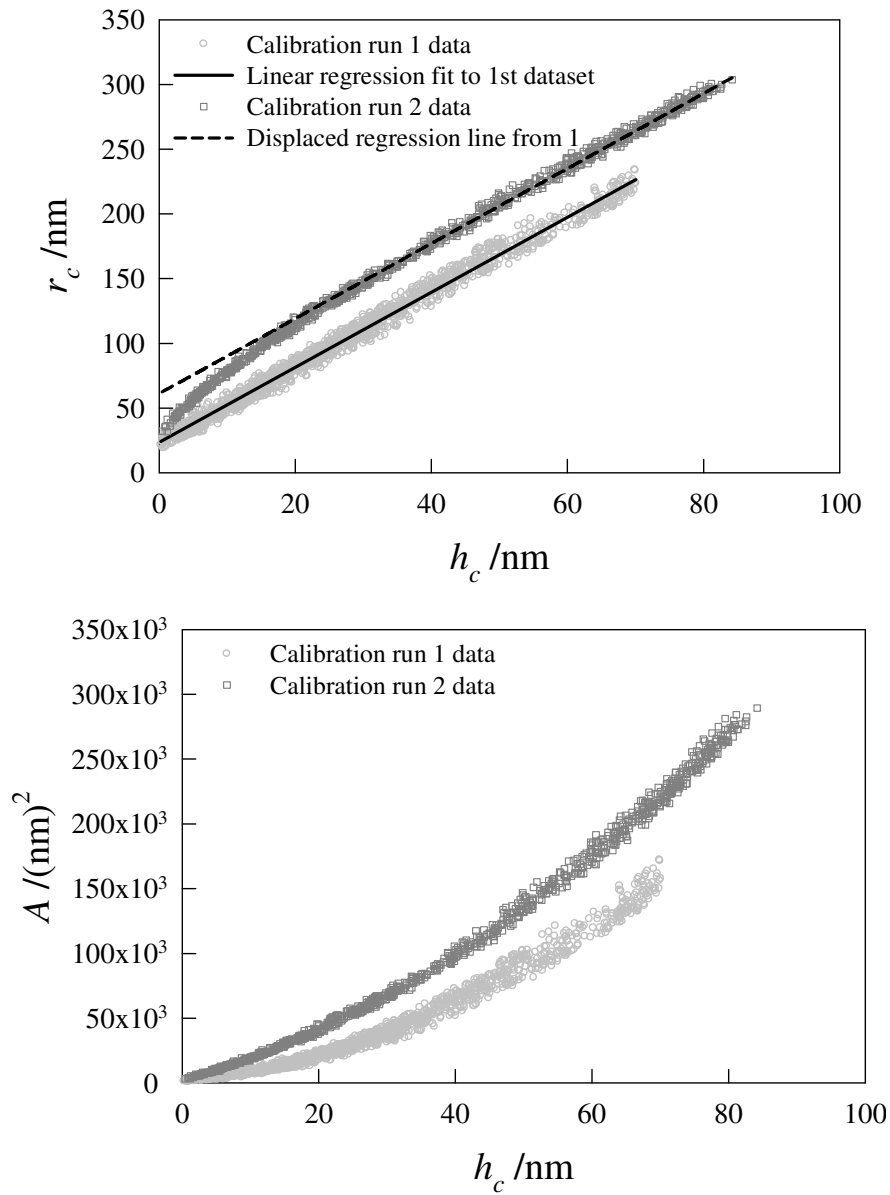 350
300
250
200
150
100
50
0
r_c /nm
Calibration run 1 data
Linear regression fit to 1st dataset
Calibration run 2 data
Displaced regression line from 1
0 20 40 60 80 100
h_c /nm
350x10³
300x10³
250x10³
200x10³
150x10³
100x10³
50x10³
0
A /(nm)²
Calibration run 1 data
Calibration run 2 data
0 20 40 60 80 100
h_c /nm